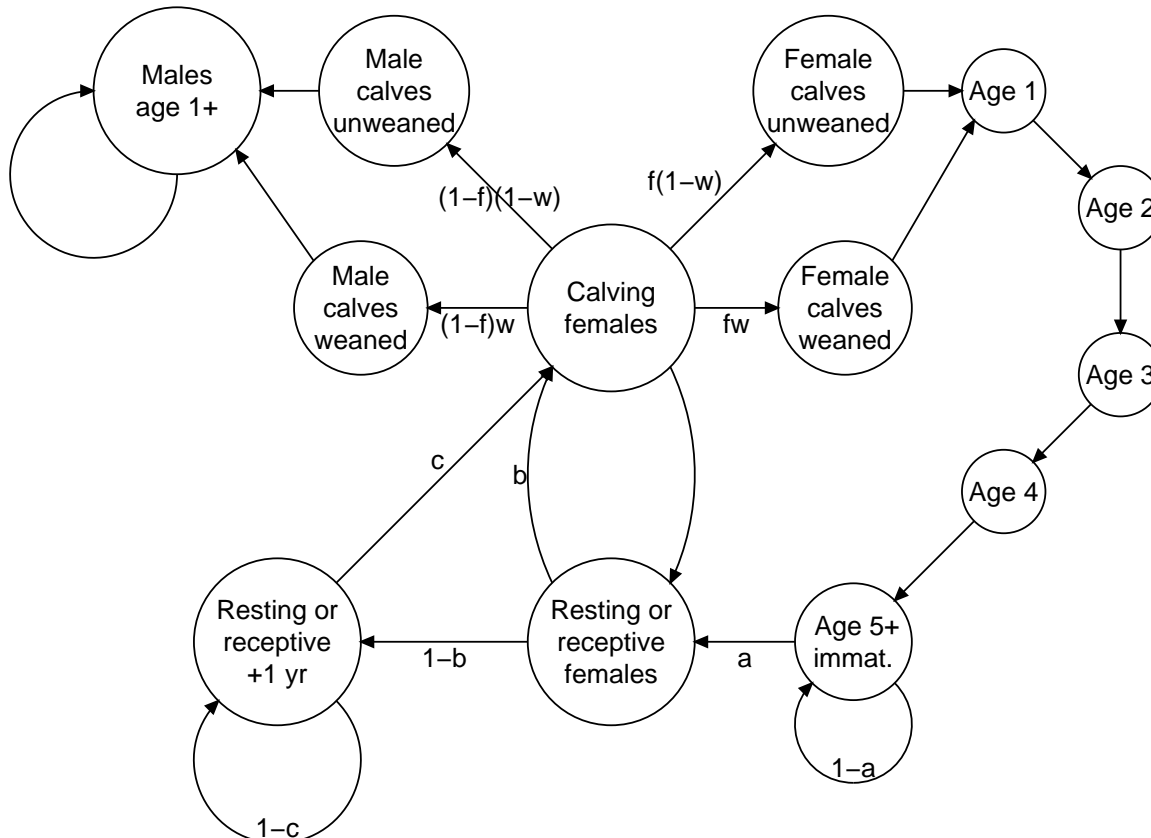 Males
age 1+
Male
calves
unweaned
Female
calves
unweaned
Age 1
(1−f)(1−w)
f(1−w)
Age 2
Male
calves
weaned
(1−f)w
Calving
females
fw
Female
calves
weaned
Age 3
c
b
Age 4
Resting or
receptive
+1 yr
1−b
Resting or
receptive
females
a
Age 5+
immat.
1−a
1−c